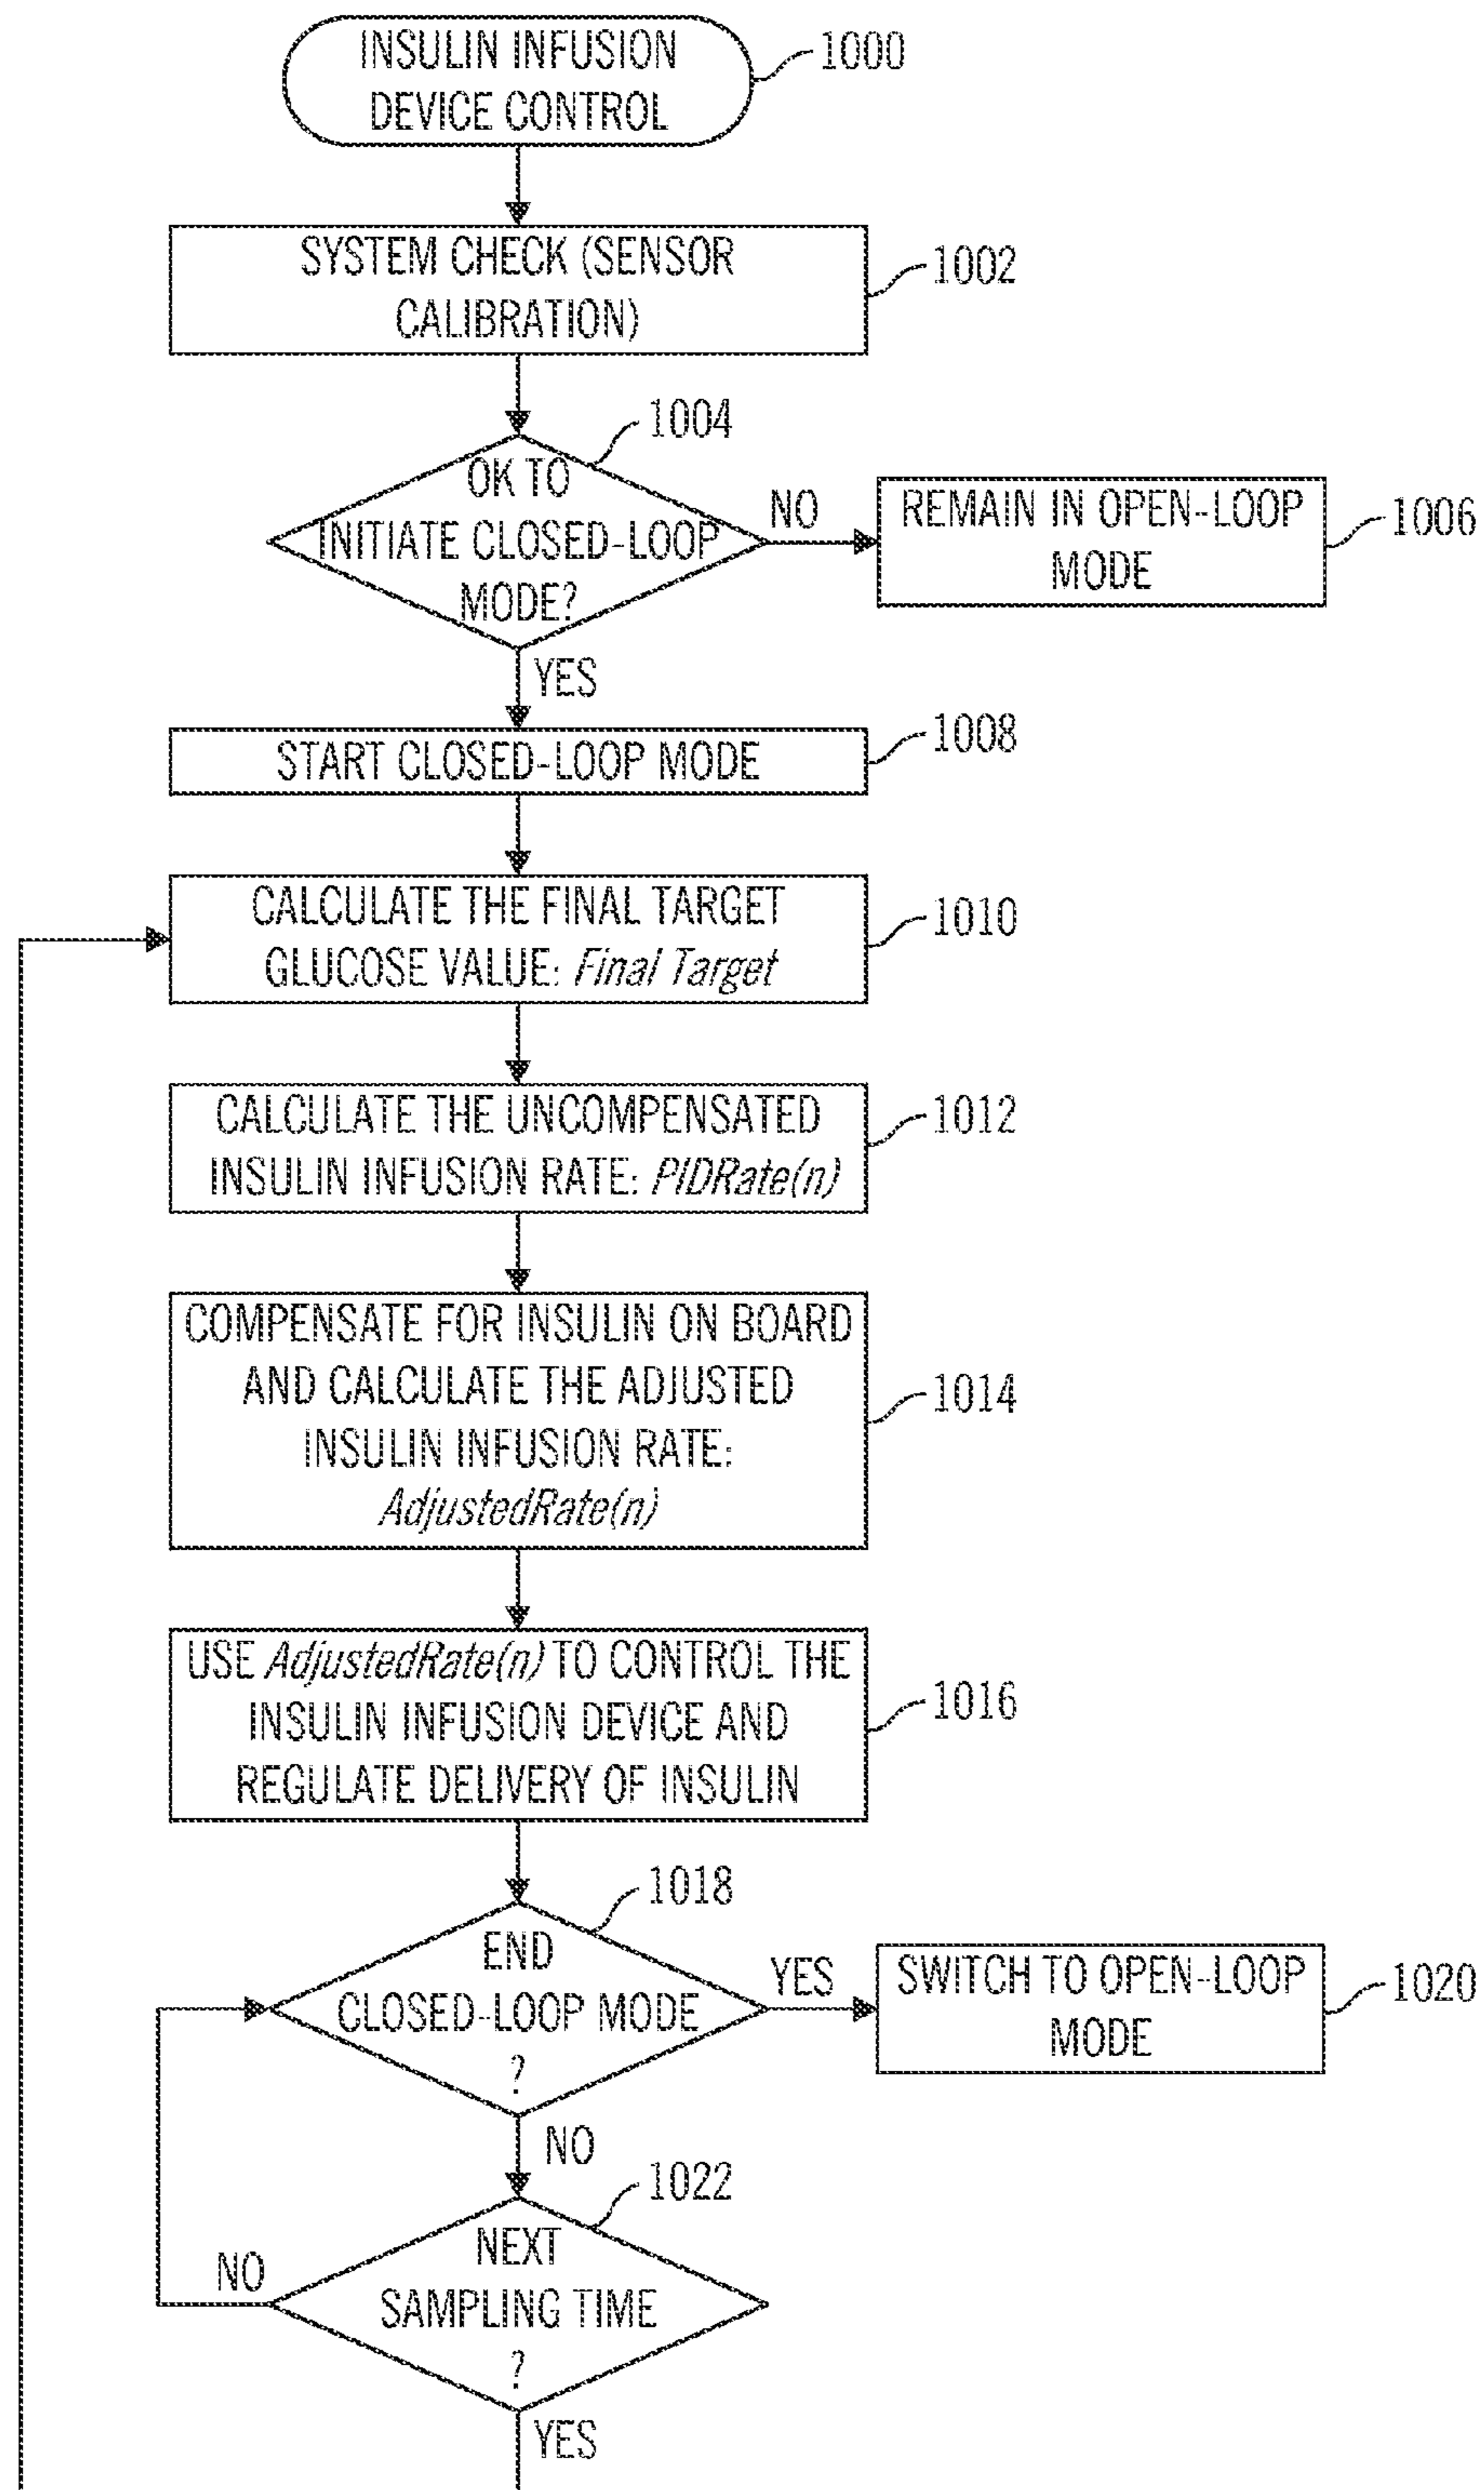 INSULIN INFUSION
DEVICE CONTROL
1000
SYSTEM CHECK (SENSOR
CALIBRATION)
1002
1004
OK TO
INITIATE CLOSED-LOOP
MODE?
NO
REMAIN IN OPEN-LOOP
MODE
1006
YES
START CLOSED-LOOP MODE
1008
CALCULATE THE FINAL TARGET
GLUCOSE VALUE: Final Target
1010
CALCULATE THE UNCOMPENSATED
INSULIN INFUSION RATE: PIDRate(n)
1012
COMPENSATE FOR INSULIN ON BOARD
AND CALCULATE THE ADJUSTED
INSULIN INFUSION RATE:
AdjustedRate(n)
1014
USE AdjustedRate(n) TO CONTROL THE
INSULIN INFUSION DEVICE AND
REGULATE DELIVERY OF INSULIN
1016
1018
END
CLOSED-LOOP MODE
?
YES
SWITCH TO OPEN-LOOP
MODE
1020
NO
1022
NEXT
SAMPLING TIME
?
NO
YES